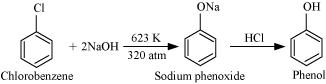 Cl
ONa
OH
+ 2NaOH
623 K
320 atm
HCl
Chlorobenzene
Sodium phenoxide
Phenol